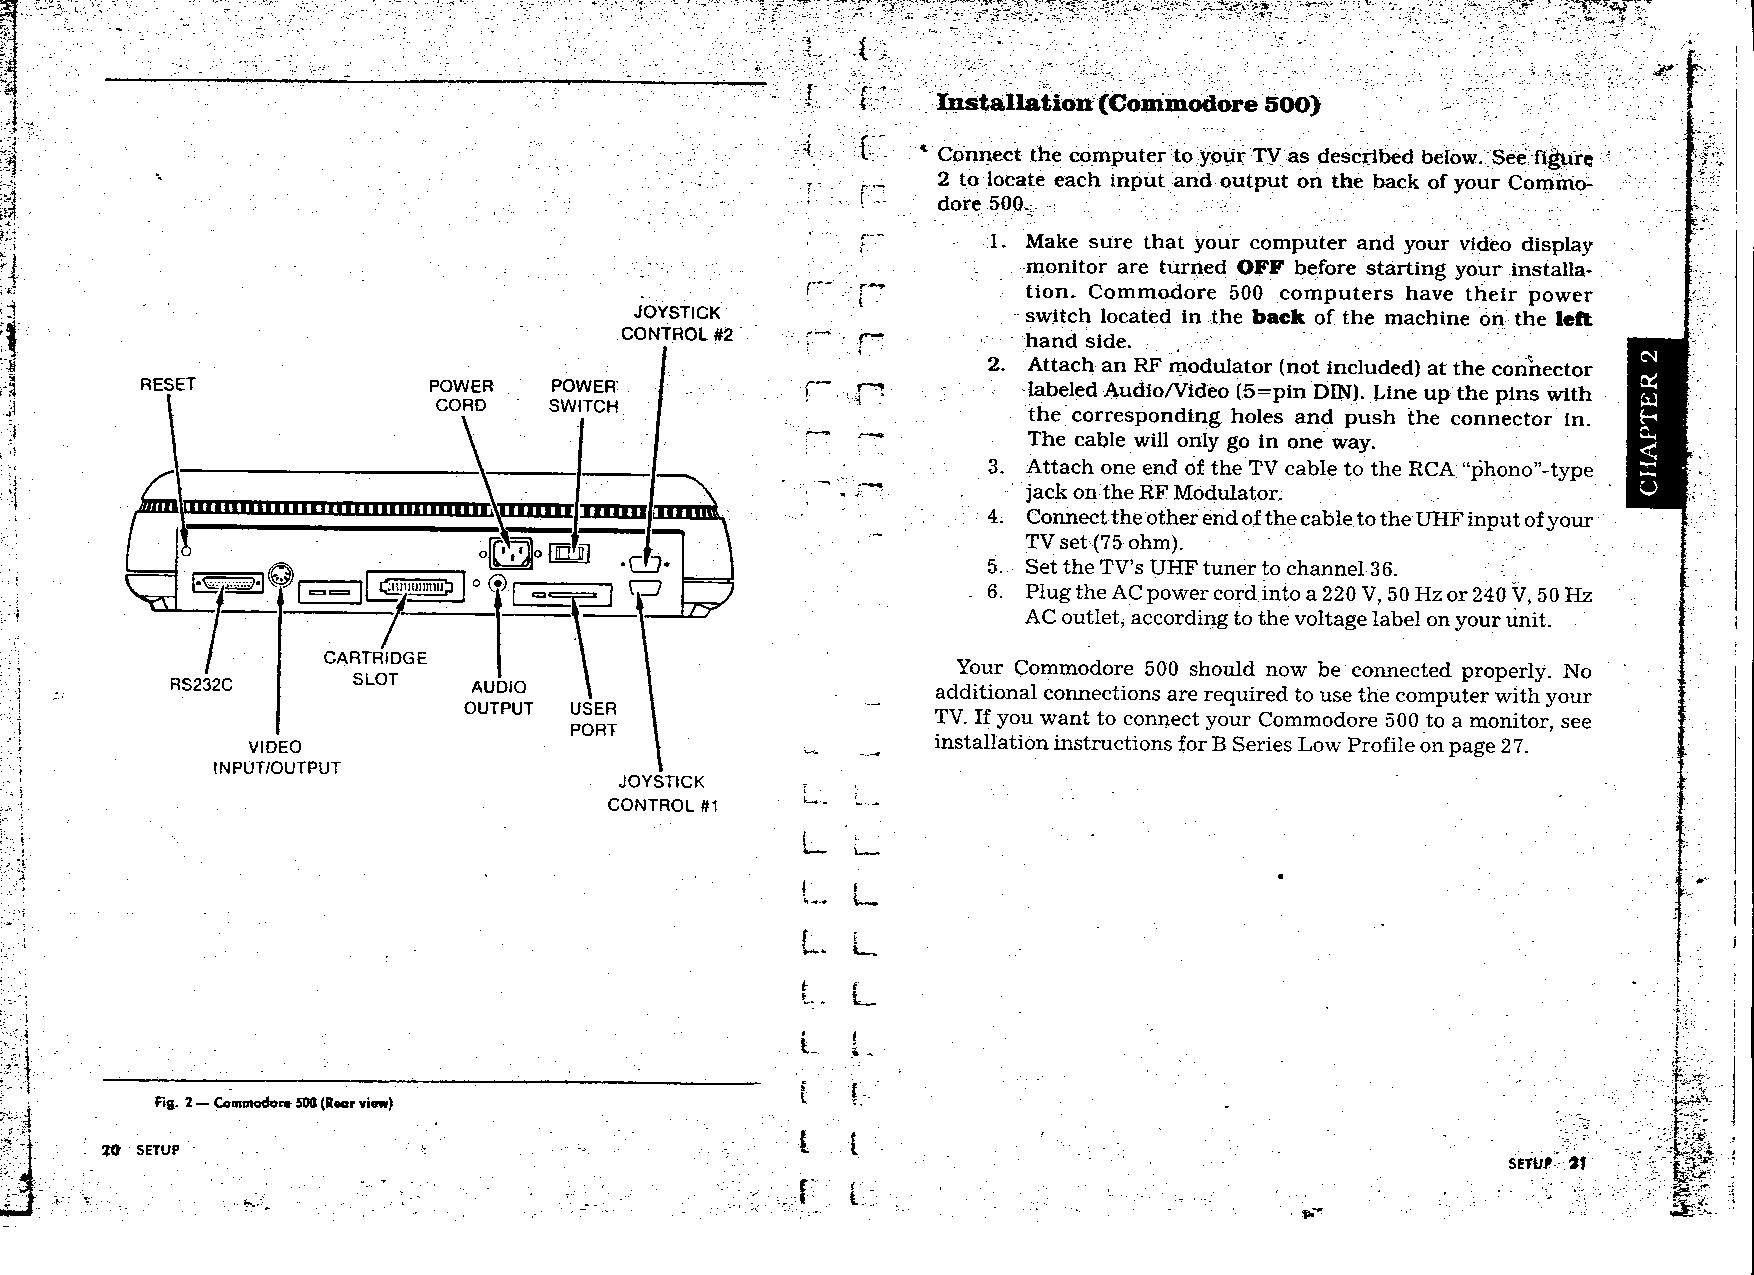 JOYSTICK
CONTROL #2
RESET
POWER
CORD
POWER
SWITCH
CARTRIDGE
SLOT
RS232C
AUDIO
OUTPUT
USER
PORT
VIDEO
INPUT/OUTPUT
JOYSTICK
CONTROL #1
Fig. 2 — Commodore 500 (Rear view)
20 SETUP
Installation (Commodore 500)
Connect the computer to your TV as described below. See figure
2 to locate each input and output on the back of your Commo-
dore 500.
1. Make sure that your computer and your video display
monitor are turned OFF before starting your installa-
tion. Commodore 500 computers have their power
switch located in the back of the machine on the left
hand side.
2. Attach an RF modulator (not included) at the connector
labeled Audio/Video (5=pin DIN). Line up the pins with
the corresponding holes and push the connector in.
The cable will only go in one way.
3. Attach one end of the TV cable to the RCA "phono"-type
jack on the RF Modulator.
4. Connect the other end of the cable to the UHF input of your
TV set (75 ohm).
5. Set the TV's UHF tuner to channel 36.
6. Plug the AC power cord into a 220 V, 50 Hz or 240 V, 50 Hz
AC outlet, according to the voltage label on your unit.
Your Commodore 500 should now be connected properly. No
additional connections are required to use the computer with your
TV. If you want to connect your Commodore 500 to a monitor, see
installation instructions for B Series Low Profile on page 27.
CHAPTER 2
SETUP 21